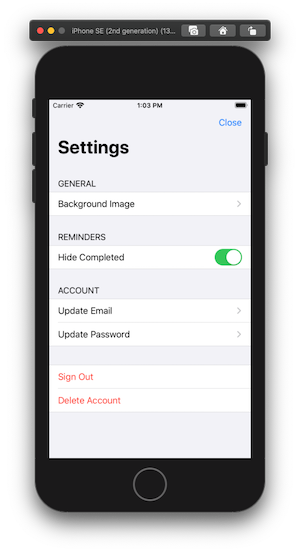 iPhone SE (2nd generation) (13...
Carrier 1:03 PM
Close
Settings
GENERAL
Background Image
REMINDERS
Hide Completed
ACCOUNT
Update Email
Update Password
Sign Out
Delete Account